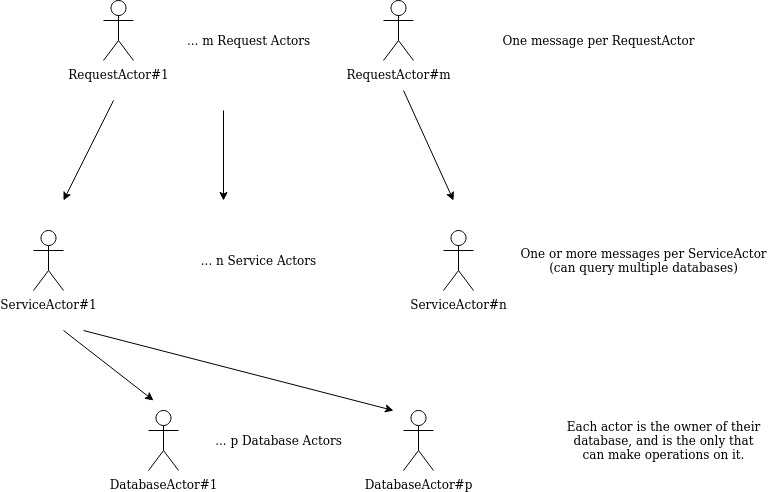 ... m Request Actors
One message per RequestActor
RequestActor#1
RequestActor#m
... n Service Actors
One or more messages per ServiceActor
(can query multiple databases)
ServiceActor#1
ServiceActor#n
... p Database Actors
Each actor is the owner of their
database, and is the only that
can make operations on it.
DatabaseActor#1
DatabaseActor#p